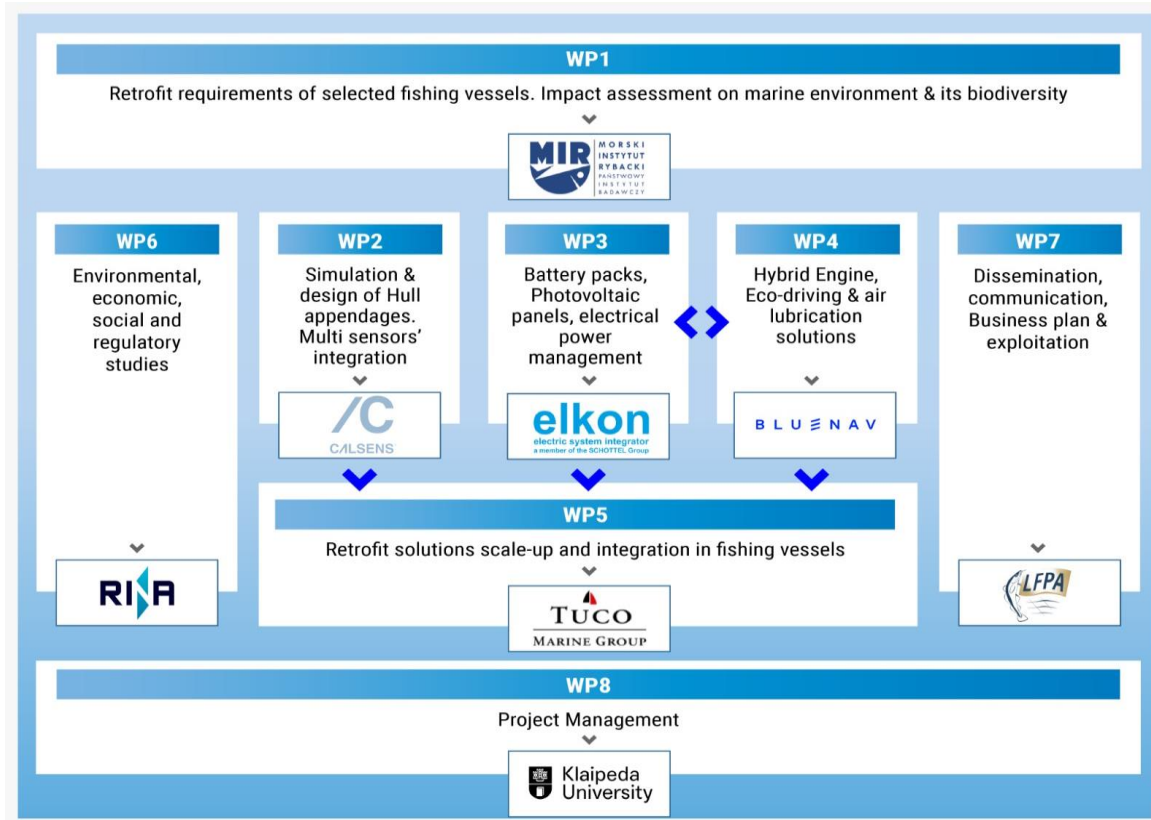 WP1
Retrofit requirements of selected fishing vessels. Impact assessment on marine environment & its biodiversity
MIR
MORSKI
INSTYTUT
RYBACKI
PAŃSTWOWY
INSTYTUT
BADAWCZY
WP6
Environmental,
economic,
social and
regulatory
studies
RINA
WP2
Simulation &
design of Hull
appendages.
Multi sensors'
integration
/C
CALSENS
WP3
Battery packs,
Photovoltaic
panels, electrical
power
management
elkon
electric system integrator
a member of the SCHOTTEL Group
WP4
Hybrid Engine,
Eco-driving & air
lubrication
solutions
BLUENAV
WP7
Dissemination,
communication,
Business plan &
exploitation
LFPA
WP5
Retrofit solutions scale-up and integration in fishing vessels
TUCO
MARINE GROUP
WP8
Project Management
Klaipeda
University